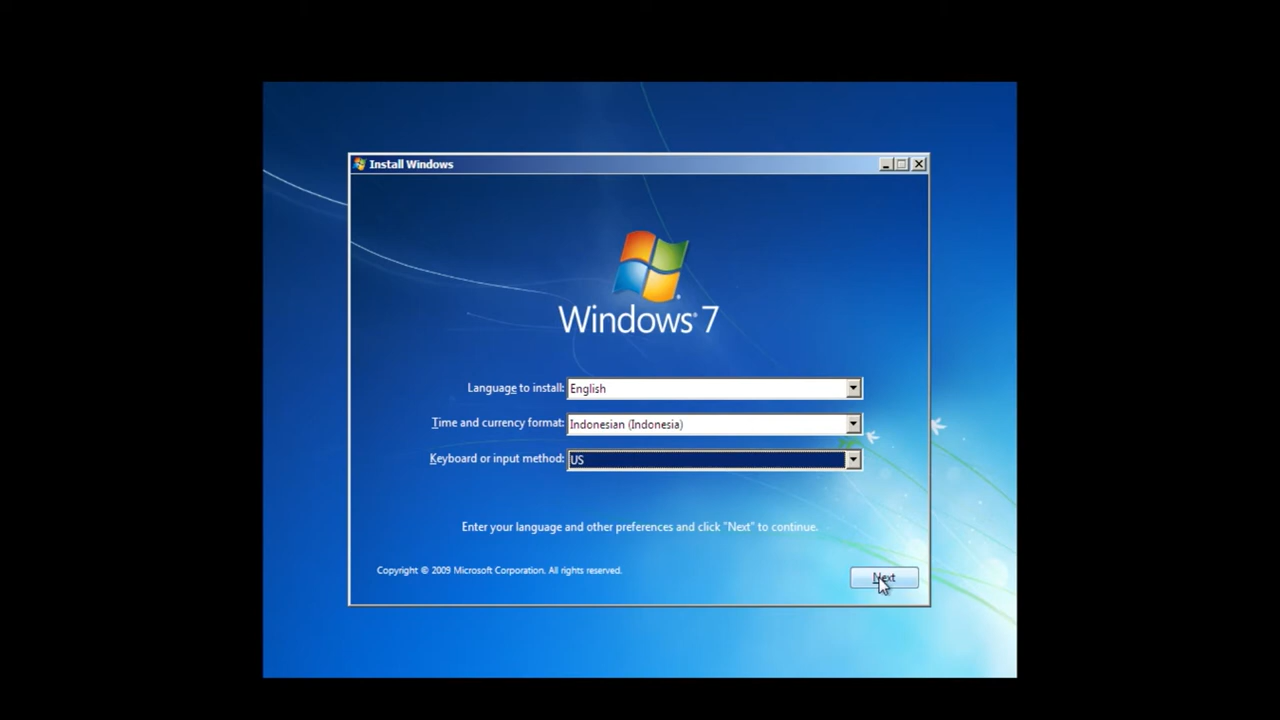 Install Windows
Windows 7
Language to install: English
Time and currency format: Indonesian (Indonesia)
Keyboard or input method: US
Enter your language and other preferences and click "Next" to continue.
Copyright © 2009 Microsoft Corporation. All rights reserved.
Next